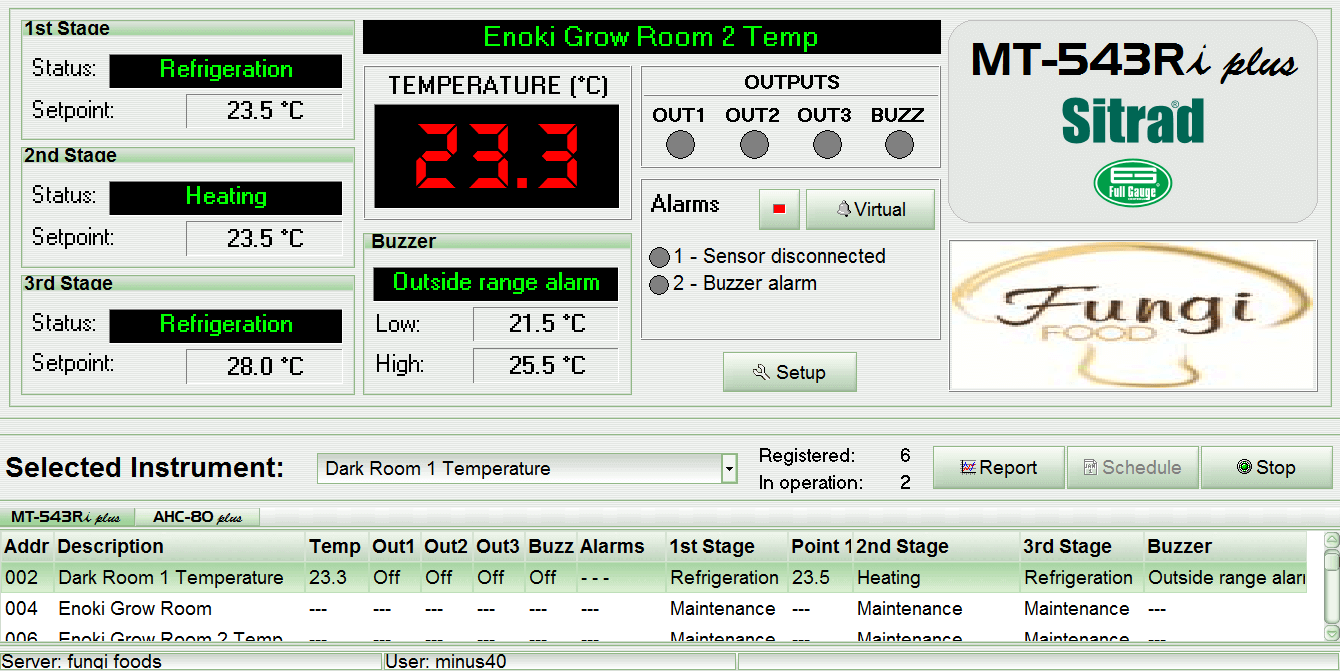 1st Stage
Status: Refrigeration
Setpoint: 23.5 °C
2nd Stage
Status: Heating
Setpoint: 23.5 °C
3rd Stage
Status: Refrigeration
Setpoint: 28.0 °C
Enoki Grow Room 2 Temp
TEMPERATURE (°C)
23.3
Buzzer
Outside range alarm
Low: 21.5 °C
High: 25.5 °C
OUTPUTS
OUT1 OUT2 OUT3 BUZZ
Alarms Virtual
1 - Sensor disconnected
2 - Buzzer alarm
Setup
MT-543Ri plus
Sitrad®
Full Gauge
Fungi
FOOD
Selected Instrument: Dark Room 1 Temperature
Registered: 6
In operation: 2
Report Schedule Stop
MT-543Ri plus AHC-80 plus
Addr Description Temp Out1 Out2 Out3 Buzz Alarms 1st Stage Point 1 2nd Stage 3rd Stage Buzzer
002 Dark Room 1 Temperature 23.3 Off Off Off Off - - - Refrigeration 23.5 Heating Refrigeration Outside range alarm
004 Enoki Grow Room --- --- --- --- --- --- Maintenance --- Maintenance Maintenance ---
006 Enoki Grow Room 2 Temp --- --- --- --- --- --- Maintenance --- Maintenance Maintenance ---
Server: fungi foods User: minus40